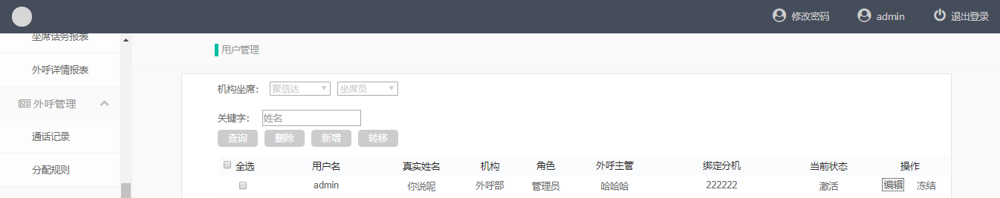 修改密码 admin 退出登录
坐席话务报表
外呼详情报表
外呼管理
通话记录
分配规则
用户管理
机构坐席： 聚信达 坐席员
关键字： 姓名
查询 删除 新增 转移
全选 用户名 真实姓名 机构 角色 外呼主管 绑定分机 当前状态 操作
admin 你说呢 外呼部 管理员 哈哈哈 222222 激活 编辑 冻结